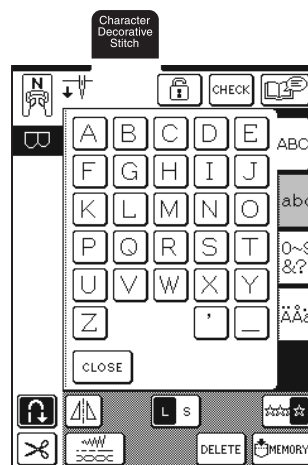 Character
Decorative
Stitch
N
CHECK
A B C D E
ABC
F G H I J
K L M N O
abc
P Q R S T
0~9
&?
U V W X Y
ÄÅ
Z ' _
CLOSE
L S
DELETE MEMORY